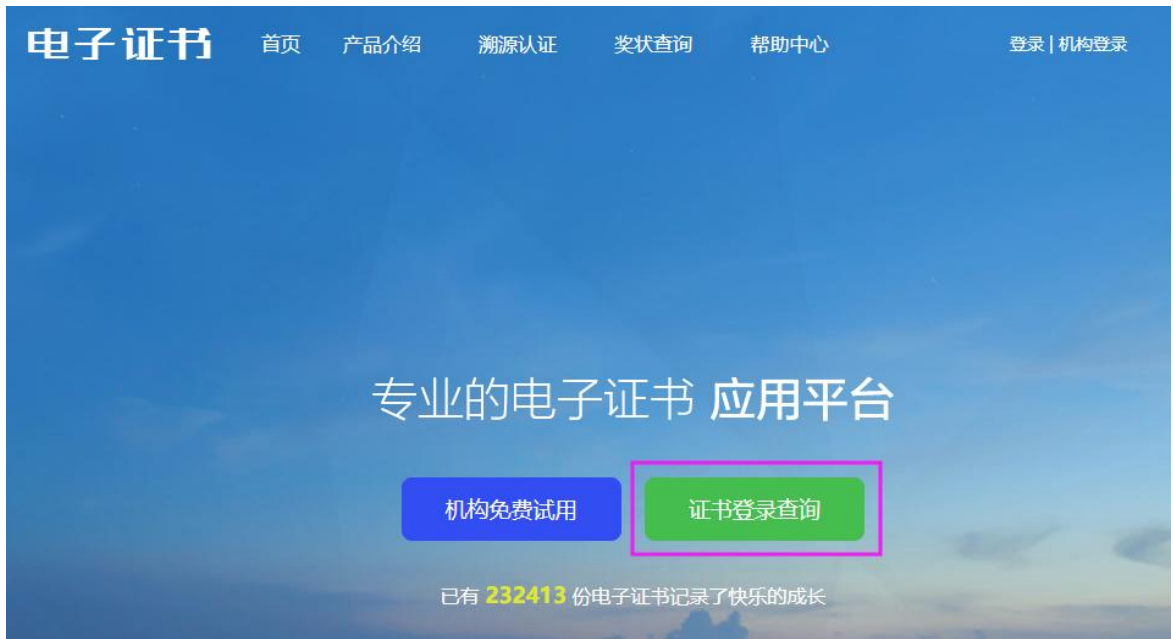 电子证书 首页 产品介绍 溯源认证 奖状查询 帮助中心 登录 | 机构登录
专业的电子证书 应用平台
机构免费试用 证书登录查询
已有 232413 份电子证书记录了快乐的成长